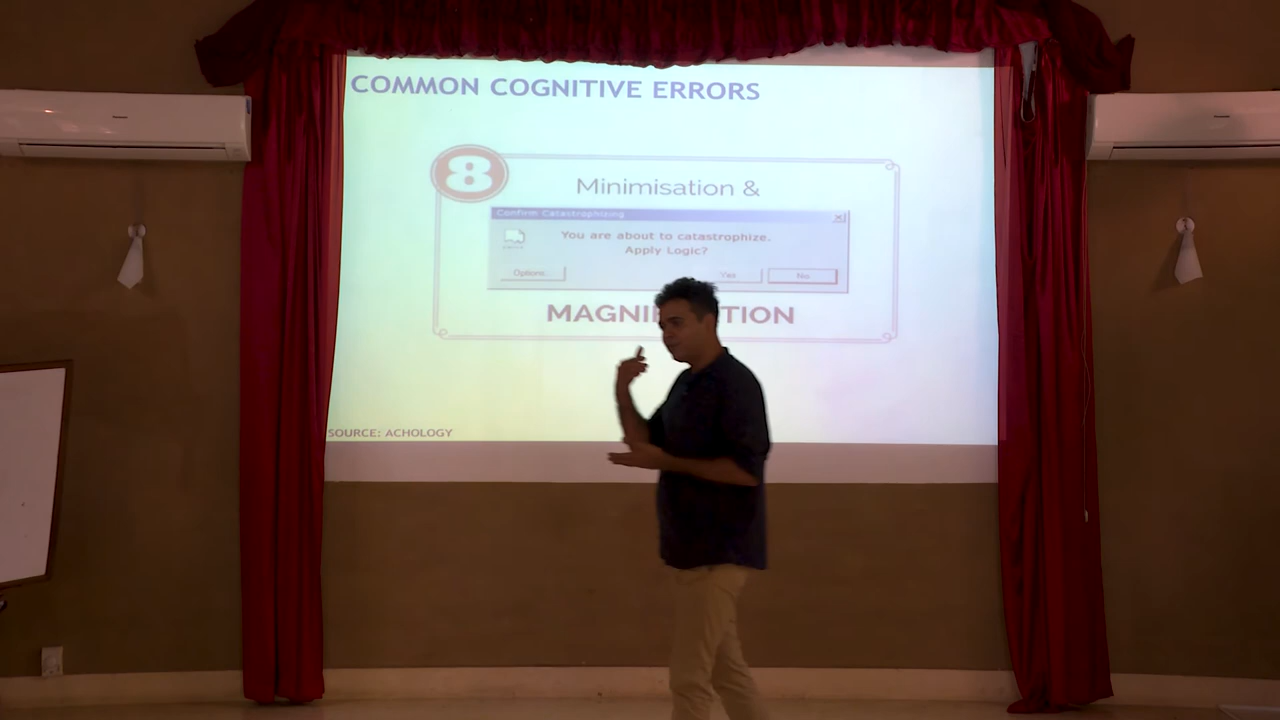 COMMON COGNITIVE ERRORS
8
Minimisation &
Confirm Catastrophizing
You are about to catastrophize.
Apply Logic?
Options...
Yes
No
MAGNI TION
SOURCE: ACHOLOGY